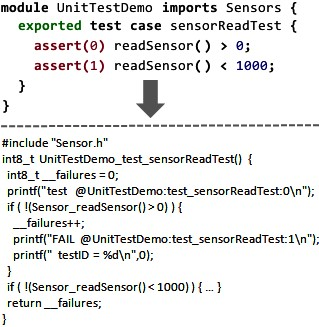 module UnitTestDemo imports Sensors {
exported test case sensorReadTest {
assert(0) readSensor() > 0;
assert(1) readSensor() < 1000;
}
}
#include "Sensor.h"
int8_t UnitTestDemo_test_sensorReadTest() {
int8_t __failures = 0;
printf("test @UnitTestDemo:test_sensorReadTest:0\n");
if ( !(Sensor_readSensor() > 0) ) {
__failures++;
printf("FAIL @UnitTestDemo:test_sensorReadTest:1\n");
printf(" testID = %d\n",0);
}
if ( !(Sensor_readSensor() < 1000) ) { ... }
return __failures;
}